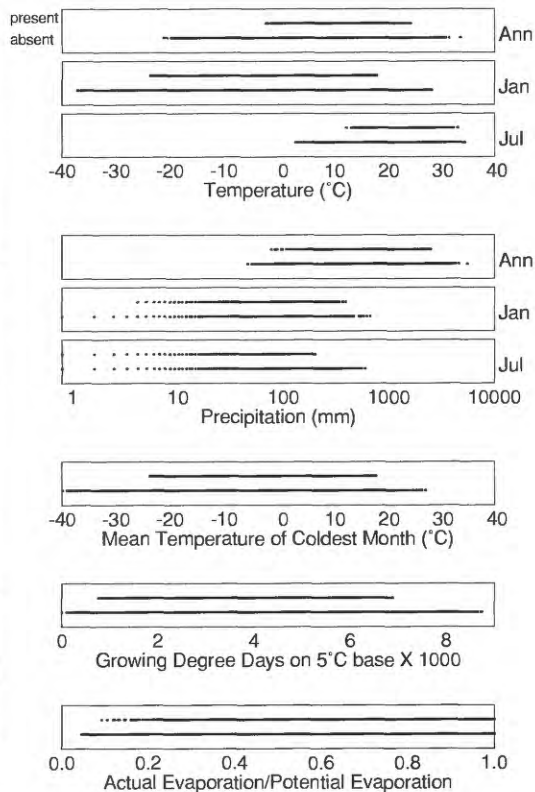 present
absent
Ann
Jan
Jul
-40 -30 -20 -10 0 10 20 30 40
Temperature (˚C)
Ann
Jan
Jul
1 10 100 1000 10000
Precipitation (mm)
-40 -30 -20 -10 0 10 20 30 40
Mean Temperature of Coldest Month (˚C)
0 2 4 6 8
Growing Degree Days on 5˚C base X 1000
0.0 0.2 0.4 0.6 0.8 1.0
Actual Evaporation/Potential Evaporation